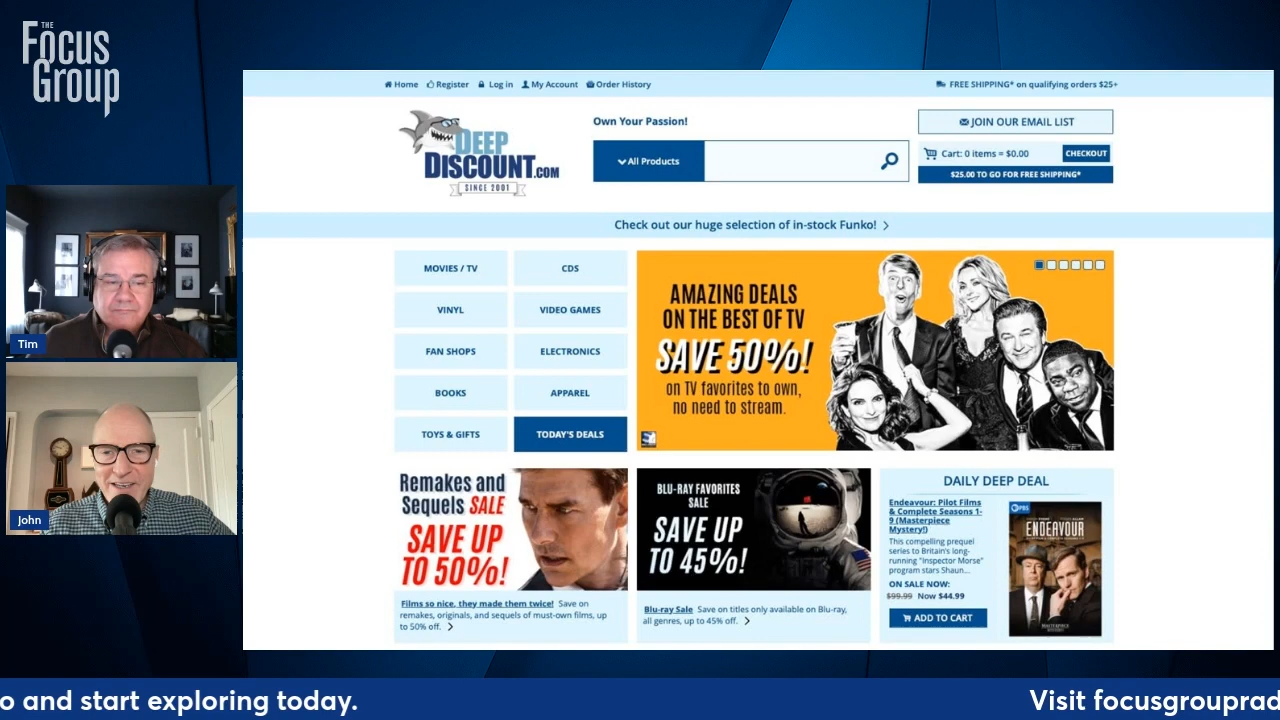 THE
FOCUS
GROUP
Home Register Log in My Account Order History
FREE SHIPPING* on qualifying orders $25+
DEEP
DISCOUNT.COM
SINCE 2001
Own Your Passion!
All Products
JOIN OUR EMAIL LIST
Cart: 0 items = $0.00
CHECKOUT
$25.00 TO GO FOR FREE SHIPPING*
Check out our huge selection of in-stock Funko!
MOVIES / TV
CDS
VINYL
VIDEO GAMES
FAN SHOPS
ELECTRONICS
BOOKS
APPAREL
TOYS & GIFTS
TODAY'S DEALS
AMAZING DEALS
ON THE BEST OF TV
SAVE 50%!
on TV favorites to own,
no need to stream.
Tim
John
Remakes and
Sequels SALE
SAVE UP
TO 50%!
Films so nice, they made them twice! Save on
remakes, originals, and sequels of must-own films, up
to 50% off.
BLU-RAY FAVORITES
SALE
SAVE UP
TO 45%!
Blu-ray Sale Save on titles only available on Blu-ray,
all genres, up to 45% off.
DAILY DEEP DEAL
Endeavour: Pilot Films
& Complete Seasons 1-
9 (Masterpiece
Mystery!)
This compelling prequel
series to Britain's long-
running "Inspector Morse"
program stars Shaun...
ON SALE NOW:
$99.99 Now $44.99
ADD TO CART
PBS
ENDEAVOUR
MASTERPIECE
o and start exploring today.
Visit focusgrouprad